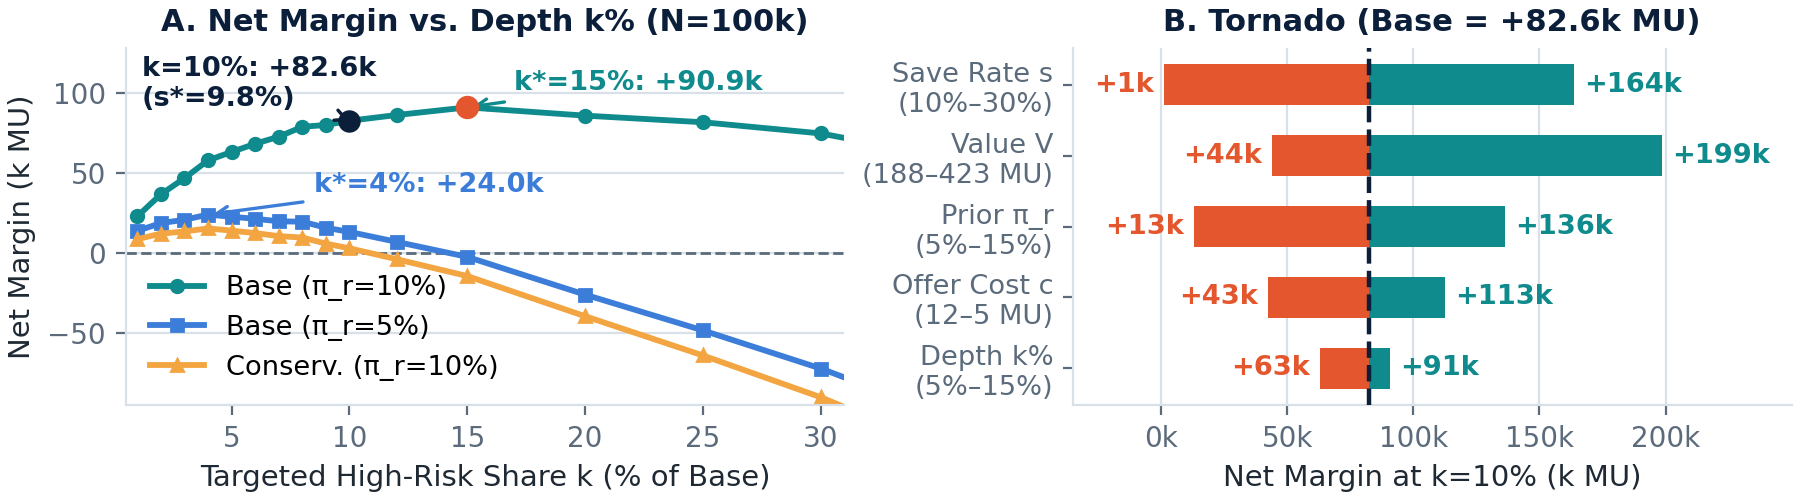 A. Net Margin vs. Depth k% (N=100k)
k=10%: +82.6k
(s*=9.8%)
k*=15%: +90.9k
k*=4%: +24.0k
Net Margin (k MU)
100
50
0
−50
Base (π_r=10%)
Base (π_r=5%)
Conserv. (π_r=10%)
5 10 15 20 25 30
Targeted High-Risk Share k (% of Base)
B. Tornado (Base = +82.6k MU)
Save Rate s
(10%–30%)
+1k +164k
Value V
(188–423 MU)
+44k +199k
Prior π_r
(5%–15%)
+13k +136k
Offer Cost c
(12–5 MU)
+43k +113k
Depth k%
(5%–15%)
+63k +91k
0k 50k 100k 150k 200k
Net Margin at k=10% (k MU)